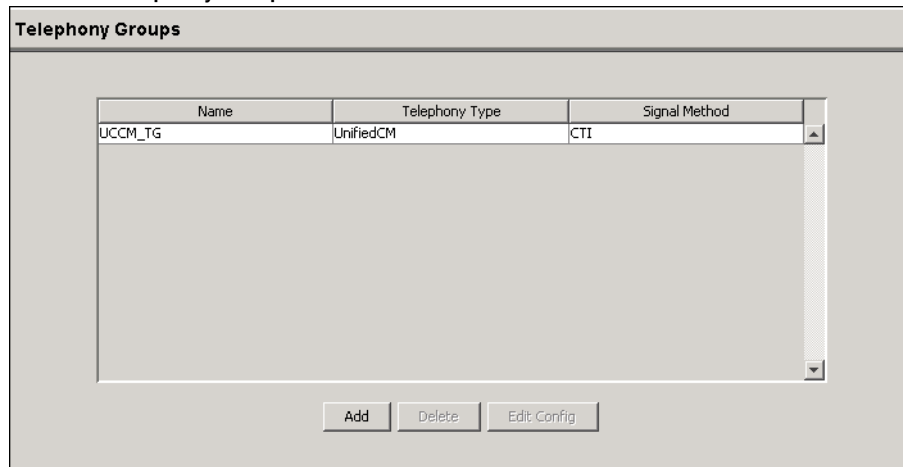 Telephony Groups
Name Telephony Type Signal Method
UCCM_TG UnifiedCM CTI
Add Delete Edit Config